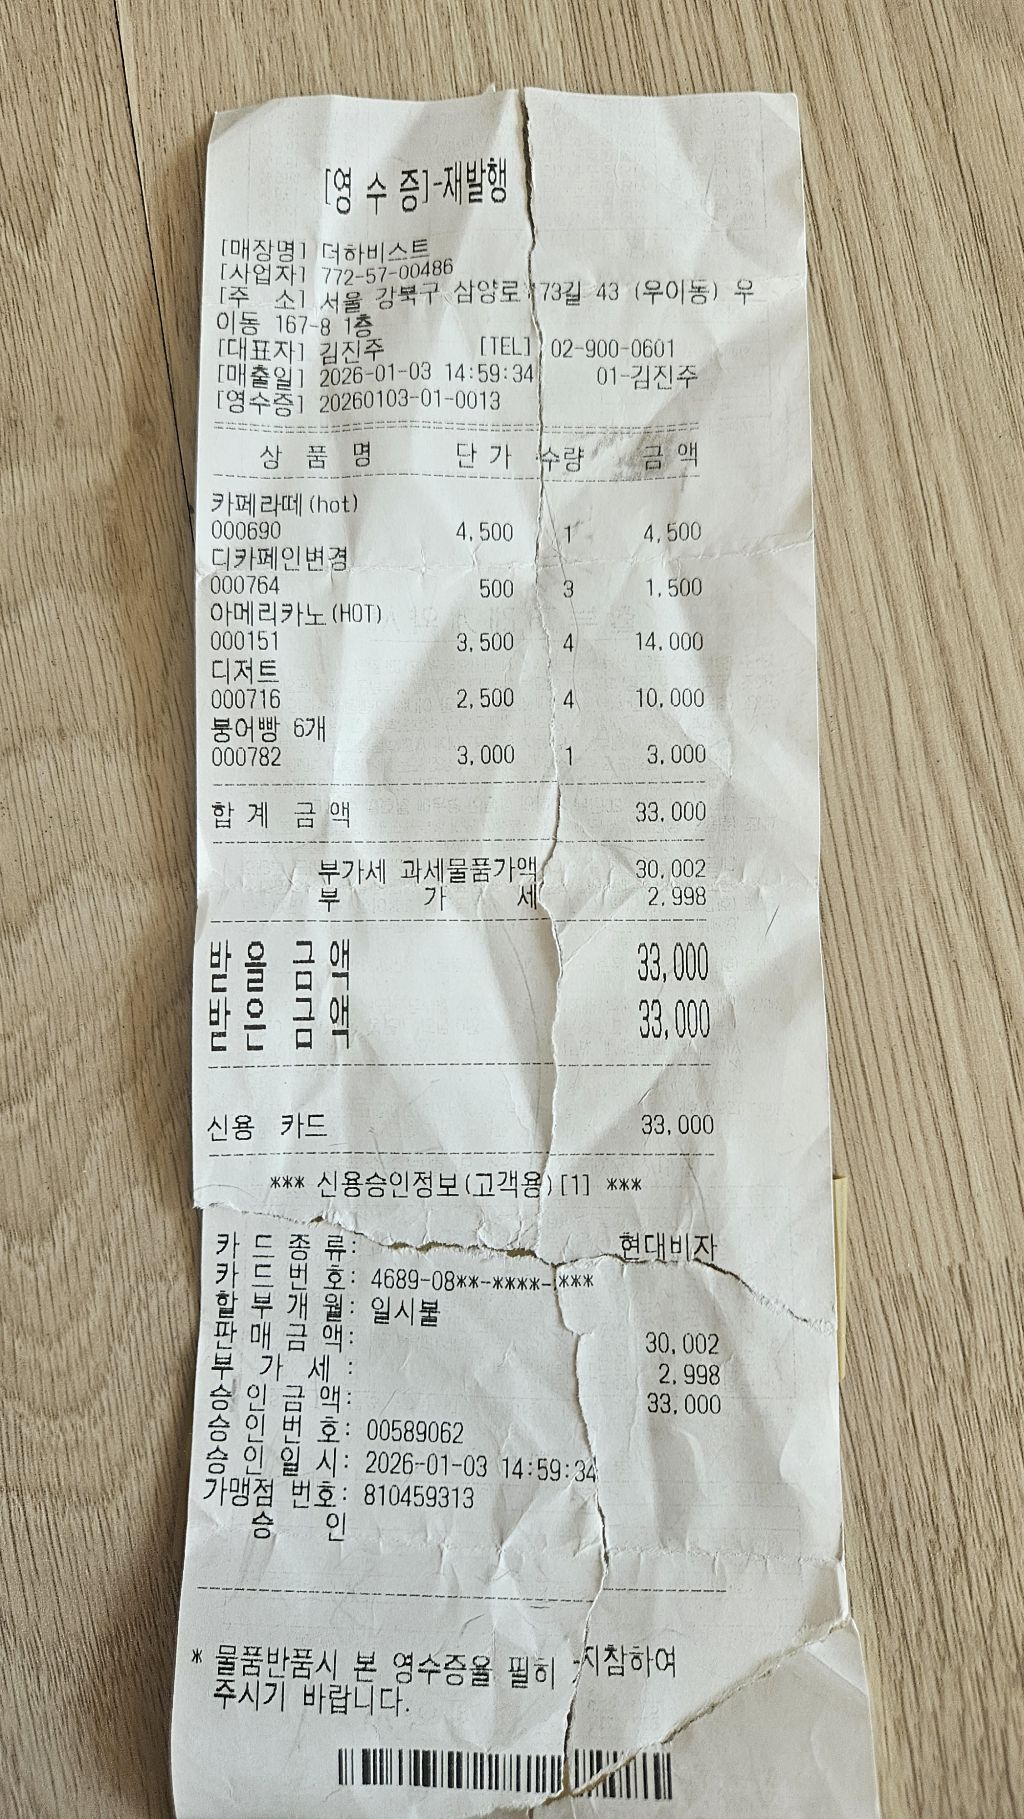 [영 수 증]-재발행
[매장명] 더하비스트
[사업자] 772-57-00486
[주 소] 서울 강북구 삼양로 173길 43 (우이동) 우
이동 167-8 1층
[대표자] 김진주 [TEL] 02-900-0601
[매출일] 2026-01-03 14:59:34 01-김진주
[영수증] 20260103-01-0013
상 품 명 단 가 수량 금 액
카페라떼(hot)
000690 4,500 1 4,500
디카페인변경
000764 500 3 1,500
아메리카노(HOT)
000151 3,500 4 14,000
디저트
000716 2,500 4 10,000
붕어빵 6개
000782 3,000 1 3,000
합 계 금 액 33,000
부가세 과세물품가액 30,002
부 가 세 2,998
받 을 금 액 33,000
받 은 금 액 33,000
신용 카드 33,000
*** 신용승인정보(고객용)[1] ***
카 드 종 류: 현대비자
카 드 번 호: 4689-08**-****-***
할 부 개 월: 일시불
판 매 금 액: 30,002
부 가 세 : 2,998
승 인 금 액: 33,000
승 인 번 호: 00589062
승 인 일 시: 2026-01-03 14:59:34
가맹점 번호: 810459313
승 인
* 물품반품시 본 영수증을 필히 지참하여
주시기 바랍니다.